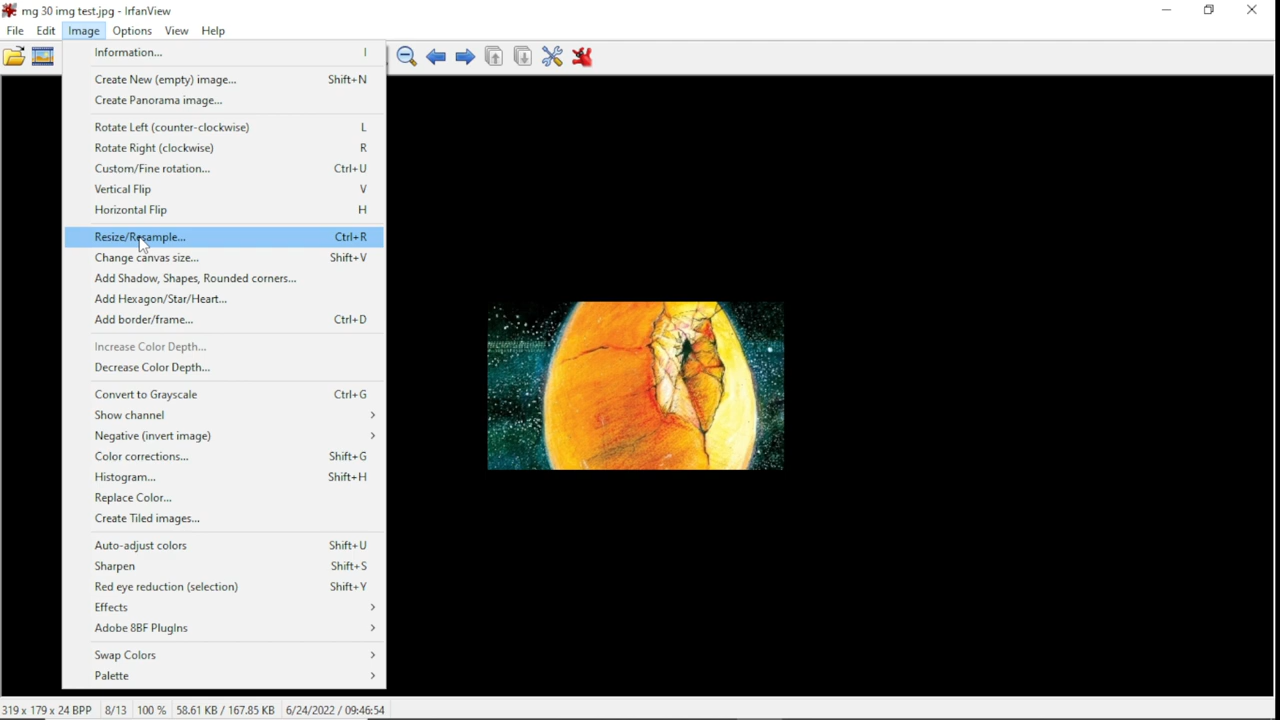 mg 30 img test.jpg - IrfanView
File Edit Image Options View Help
Information... I
Create New (empty) image... Shift+N
Create Panorama image...
Rotate Left (counter-clockwise) L
Rotate Right (clockwise) R
Custom/Fine rotation... Ctrl+U
Vertical Flip V
Horizontal Flip H
Resize/Resample... Ctrl+R
Change canvas size... Shift+V
Add Shadow, Shapes, Rounded corners...
Add Hexagon/Star/Heart...
Add border/frame... Ctrl+D
Increase Color Depth...
Decrease Color Depth...
Convert to Grayscale Ctrl+G
Show channel >
Negative (invert image) >
Color corrections... Shift+G
Histogram... Shift+H
Replace Color...
Create Tiled images...
Auto-adjust colors Shift+U
Sharpen Shift+S
Red eye reduction (selection) Shift+Y
Effects >
Adobe 8BF PlugIns >
Swap Colors >
Palette >
319 x 179 x 24 BPP 8/13 100 % 58.61 KB / 167.85 KB 6/24/2022 / 09:46:54